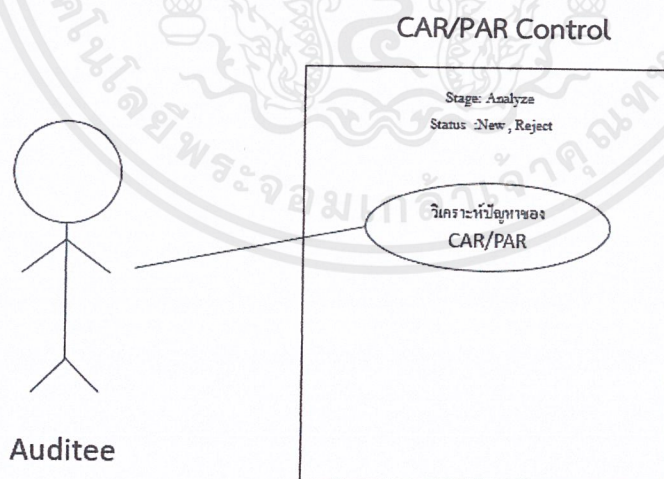 CAR/PAR Control
Stage: Analyze
Status :New , Reject
วิเคราะห์ปัญหาของ
CAR/PAR
Auditee